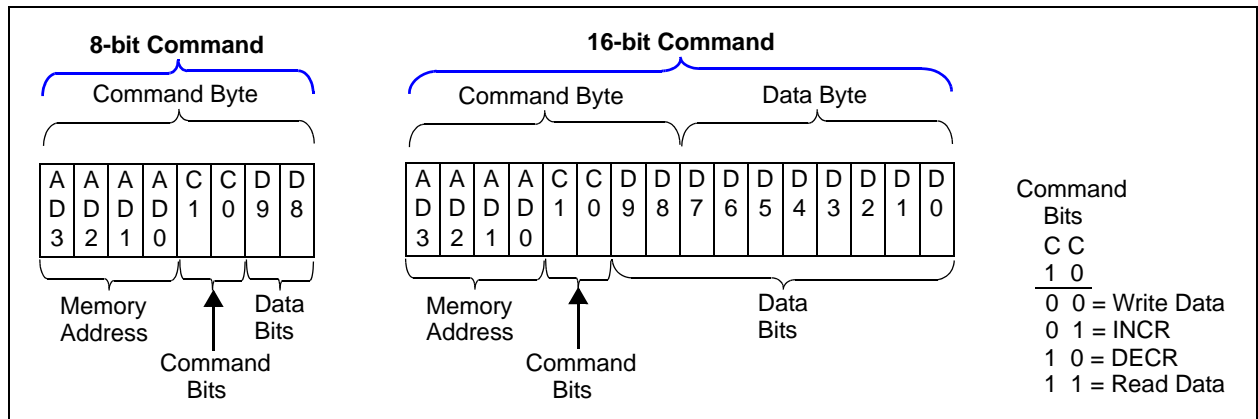 8-bit Command
16-bit Command
Command Byte
Command Byte
Data Byte
A A A A C C D D
D D D D 1 0 9 8
3 2 1 0
A A A A C C D D D D D D D D D D
D D D D 1 0 9 8 7 6 5 4 3 2 1 0
3 2 1 0
Memory
Address
Data
Bits
Command
Bits
Memory
Address
Data
Bits
Command
Bits
Command
Bits
C C
1 0
0 0 = Write Data
0 1 = INCR
1 0 = DECR
1 1 = Read Data